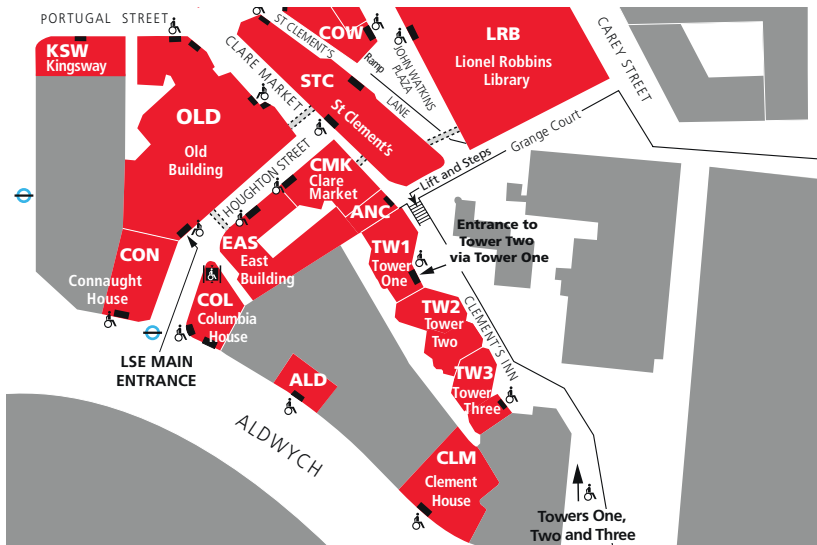 PORTUGAL STREET
KSW
Kingsway
CLARE MARKET
ST CLEMENT'S
LANE
COW
Ramp
JOHN WATKINS
PLAZA
LRB
Lionel Robbins
Library
CAREY STREET
STC
St Clement's
OLD
Old
Building
HOUGHTON STREET
CMK
Clare
Market
Lift and Steps
Grange Court
ANC
EAS
East
Building
TW1
Tower
One
Entrance to
Tower Two
via Tower One
CON
Connaught
House
COL
Columbia
House
TW2
Tower
Two
CLEMENT'S INN
LSE MAIN
ENTRANCE
TW3
Tower
Three
ALD
ALDWYCH
CLM
Clement
House
Towers One,
Two and Three